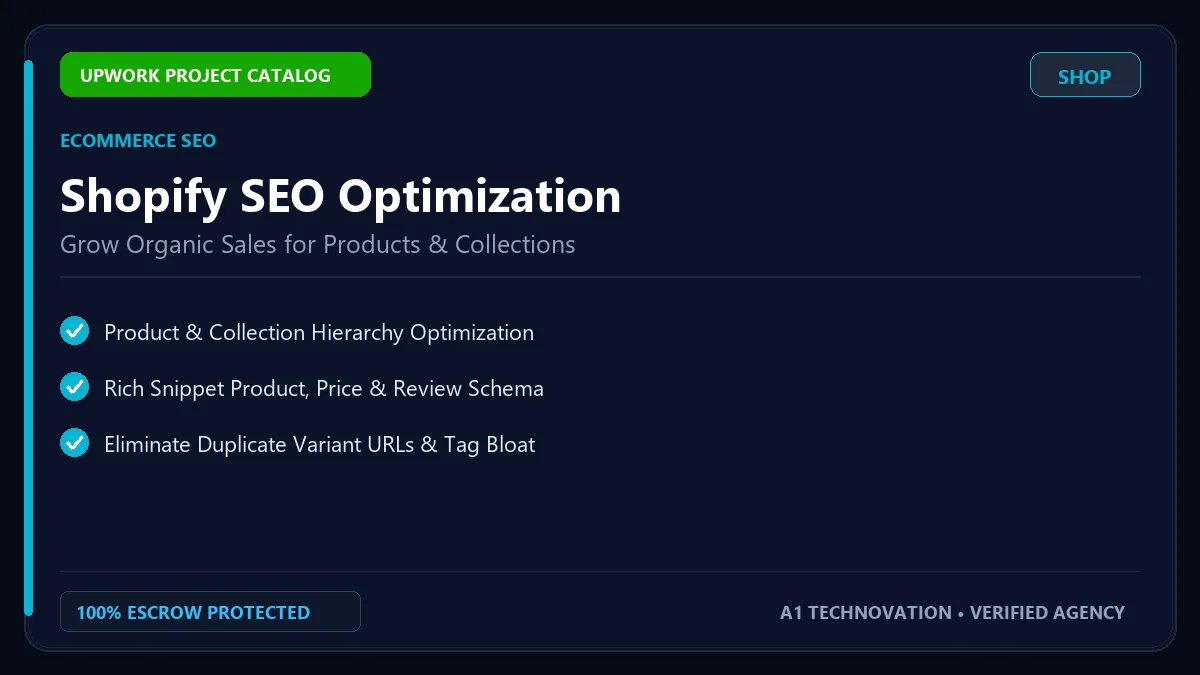 UPWORK PROJECT CATALOG
SHOP
ECOMMERCE SEO
Shopify SEO Optimization
Grow Organic Sales for Products & Collections
Product & Collection Hierarchy Optimization
Rich Snippet Product, Price & Review Schema
Eliminate Duplicate Variant URLs & Tag Bloat
100% ESCROW PROTECTED
A1 TECHNOVATION • VERIFIED AGENCY